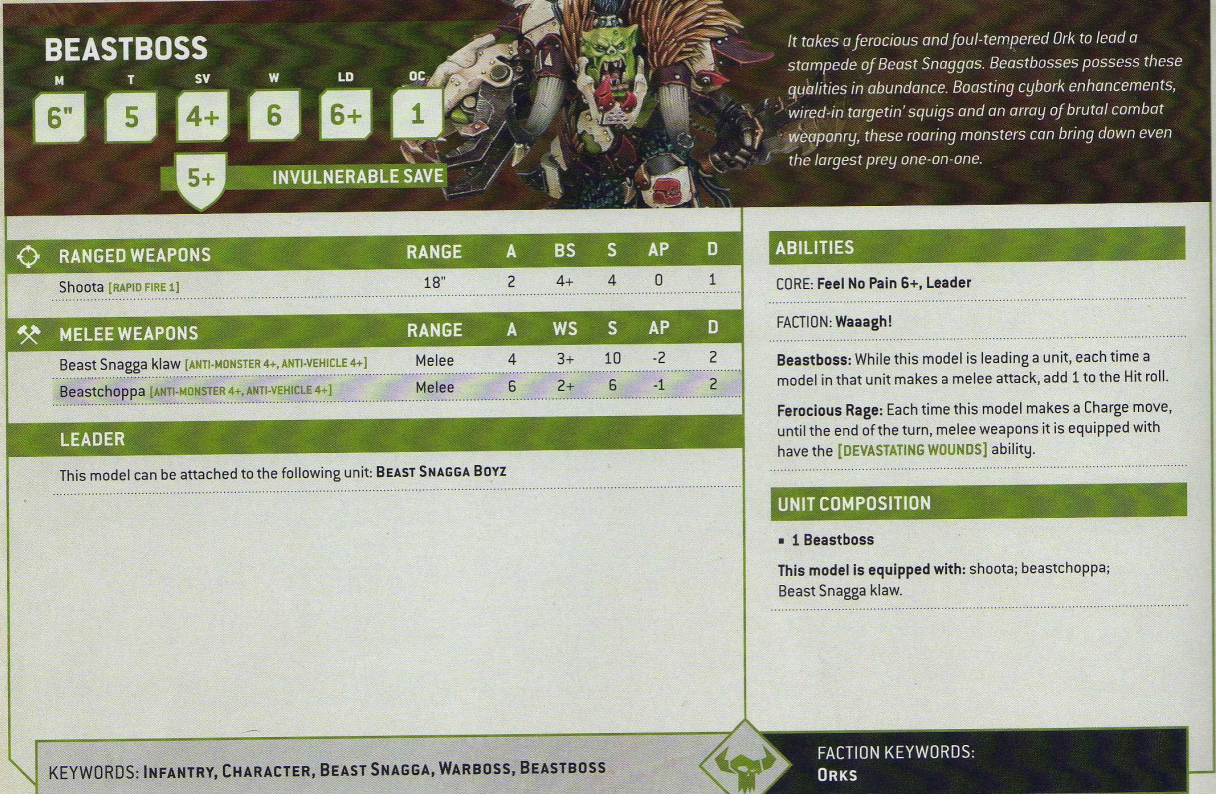 BEASTBOSS
M T SV W LD OC
6" 5 4+ 6 6+ 1
5+ INVULNERABLE SAVE
It takes a ferocious and foul-tempered Ork to lead a
stampede of Beast Snaggas. Beastbosses possess these
qualities in abundance. Boasting cybork enhancements,
wired-in targetin' squigs and an array of brutal combat
weaponry, these roaring monsters can bring down even
the largest prey one-on-one.
RANGED WEAPONS RANGE A BS S AP D
Shoota [RAPID FIRE 1] 18" 2 4+ 4 0 1
MELEE WEAPONS RANGE A WS S AP D
Beast Snagga klaw [ANTI-MONSTER 4+, ANTI-VEHICLE 4+] Melee 4 3+ 10 -2 2
Beastchoppa [ANTI-MONSTER 4+, ANTI-VEHICLE 4+] Melee 6 2+ 6 -1 2
LEADER
This model can be attached to the following unit: BEAST SNAGGA BOYZ
ABILITIES
CORE: Feel No Pain 6+, Leader
FACTION: Waaagh!
Beastboss: While this model is leading a unit, each time a
model in that unit makes a melee attack, add 1 to the Hit roll.
Ferocious Rage: Each time this model makes a Charge move,
until the end of the turn, melee weapons it is equipped with
have the [DEVASTATING WOUNDS] ability.
UNIT COMPOSITION
▪ 1 Beastboss
This model is equipped with: shoota; beastchoppa;
Beast Snagga klaw.
KEYWORDS: INFANTRY, CHARACTER, BEAST SNAGGA, WARBOSS, BEASTBOSS
FACTION KEYWORDS:
ORKS